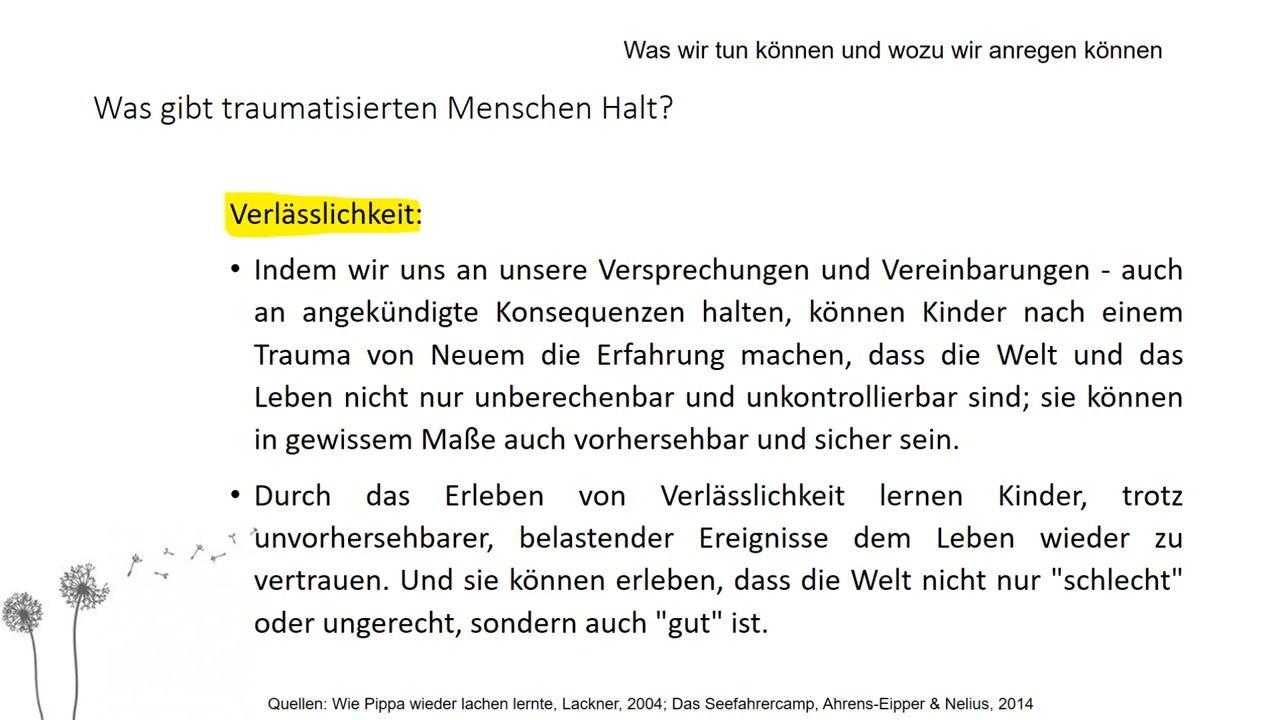 Was wir tun können und wozu wir anregen können
Was gibt traumatisierten Menschen Halt?
Verlässlichkeit:
• Indem wir uns an unsere Versprechungen und Vereinbarungen - auch
an angekündigte Konsequenzen halten, können Kinder nach einem
Trauma von Neuem die Erfahrung machen, dass die Welt und das
Leben nicht nur unberechenbar und unkontrollierbar sind; sie können
in gewissem Maße auch vorhersehbar und sicher sein.
• Durch das Erleben von Verlässlichkeit lernen Kinder, trotz
unvorhersehbarer, belastender Ereignisse dem Leben wieder zu
vertrauen. Und sie können erleben, dass die Welt nicht nur "schlecht"
oder ungerecht, sondern auch "gut" ist.
Quellen: Wie Pippa wieder lachen lernte, Lackner, 2004; Das Seefahrercamp, Ahrens-Eipper & Nelius, 2014